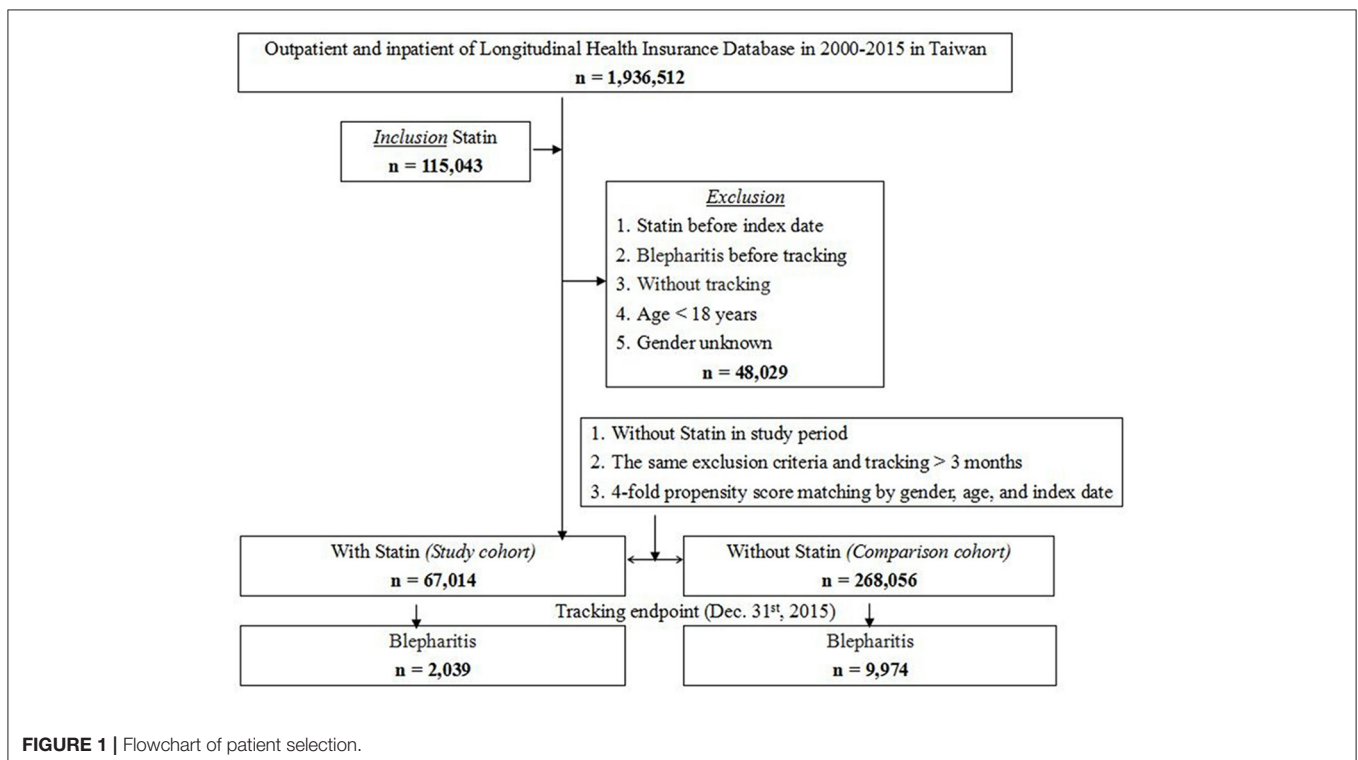 Outpatient and inpatient of Longitudinal Health Insurance Database in 2000-2015 in Taiwan
n = 1,936,512
Inclusion Statin
n = 115,043
Exclusion
1. Statin before index date
2. Blepharitis before tracking
3. Without tracking
4. Age < 18 years
5. Gender unknown
n = 48,029
1. Without Statin in study period
2. The same exclusion criteria and tracking > 3 months
3. 4-fold propensity score matching by gender, age, and index date
With Statin (Study cohort)
n = 67,014
Without Statin (Comparison cohort)
n = 268,056
Tracking endpoint (Dec. 31st, 2015)
Blepharitis
n = 2,039
Blepharitis
n = 9,974
FIGURE 1 | Flowchart of patient selection.